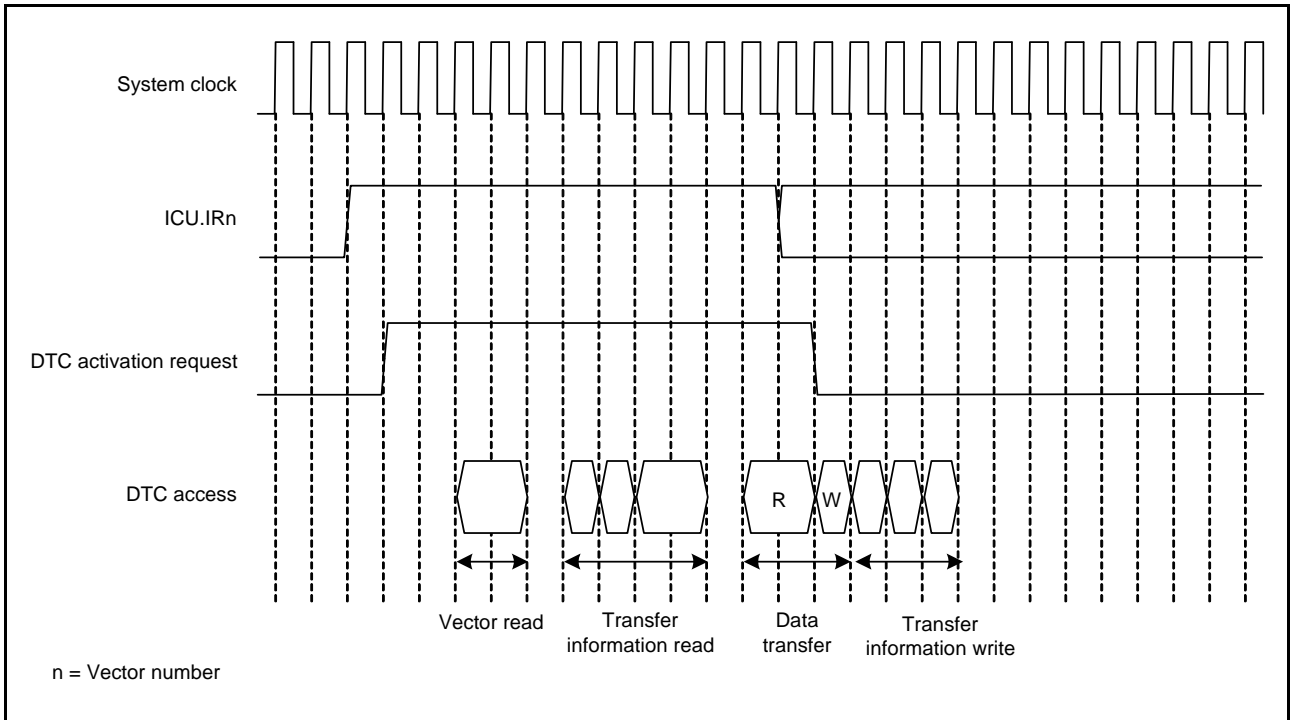 System clock
ICU.IRn
DTC activation request
DTC access
R
W
Vector read
Transfer
information read
Data
transfer
Transfer
information write
n = Vector number